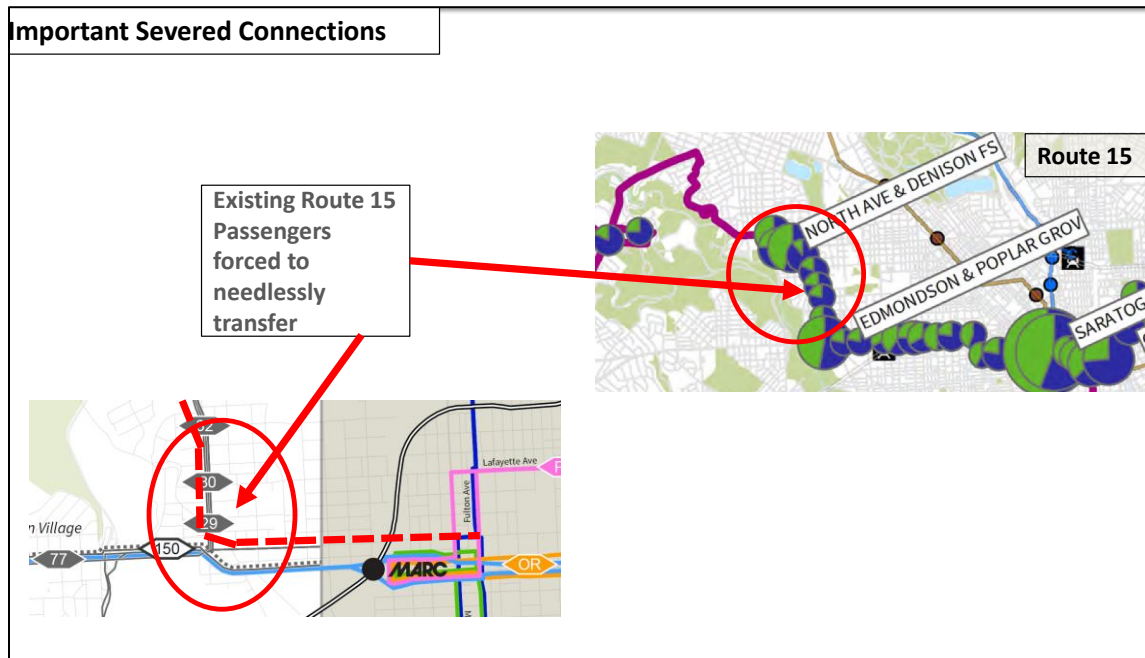 Important Severed Connections
Route 15
NORTH AVE & DENISON FS
EDMONDSON & POPLAR GROV
SARATOG
Existing Route 15
Passengers
forced to
needlessly
transfer
30
29
n Village
150
77
Lafayette Ave
Fulton Ave
MARC
OR
M